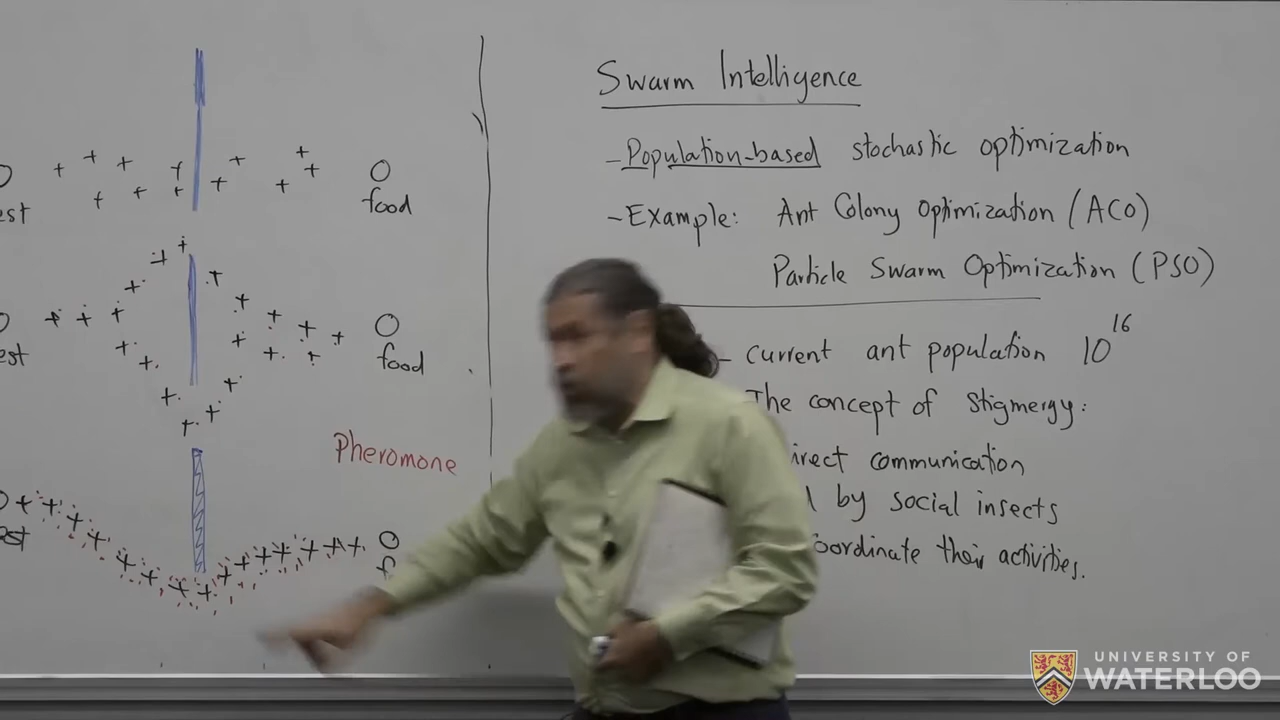 food
est
food
est
Pheromone
Swarm Intelligence
- Population-based stochastic optimization
- Example: Ant Colony Optimization (ACO)
Particle Swarm Optimization (PSO)
- current ant population 10^16
The concept of Stigmergy:
irect communication
by social insects
oordinate their activities.
UNIVERSITY OF
WATERLOO